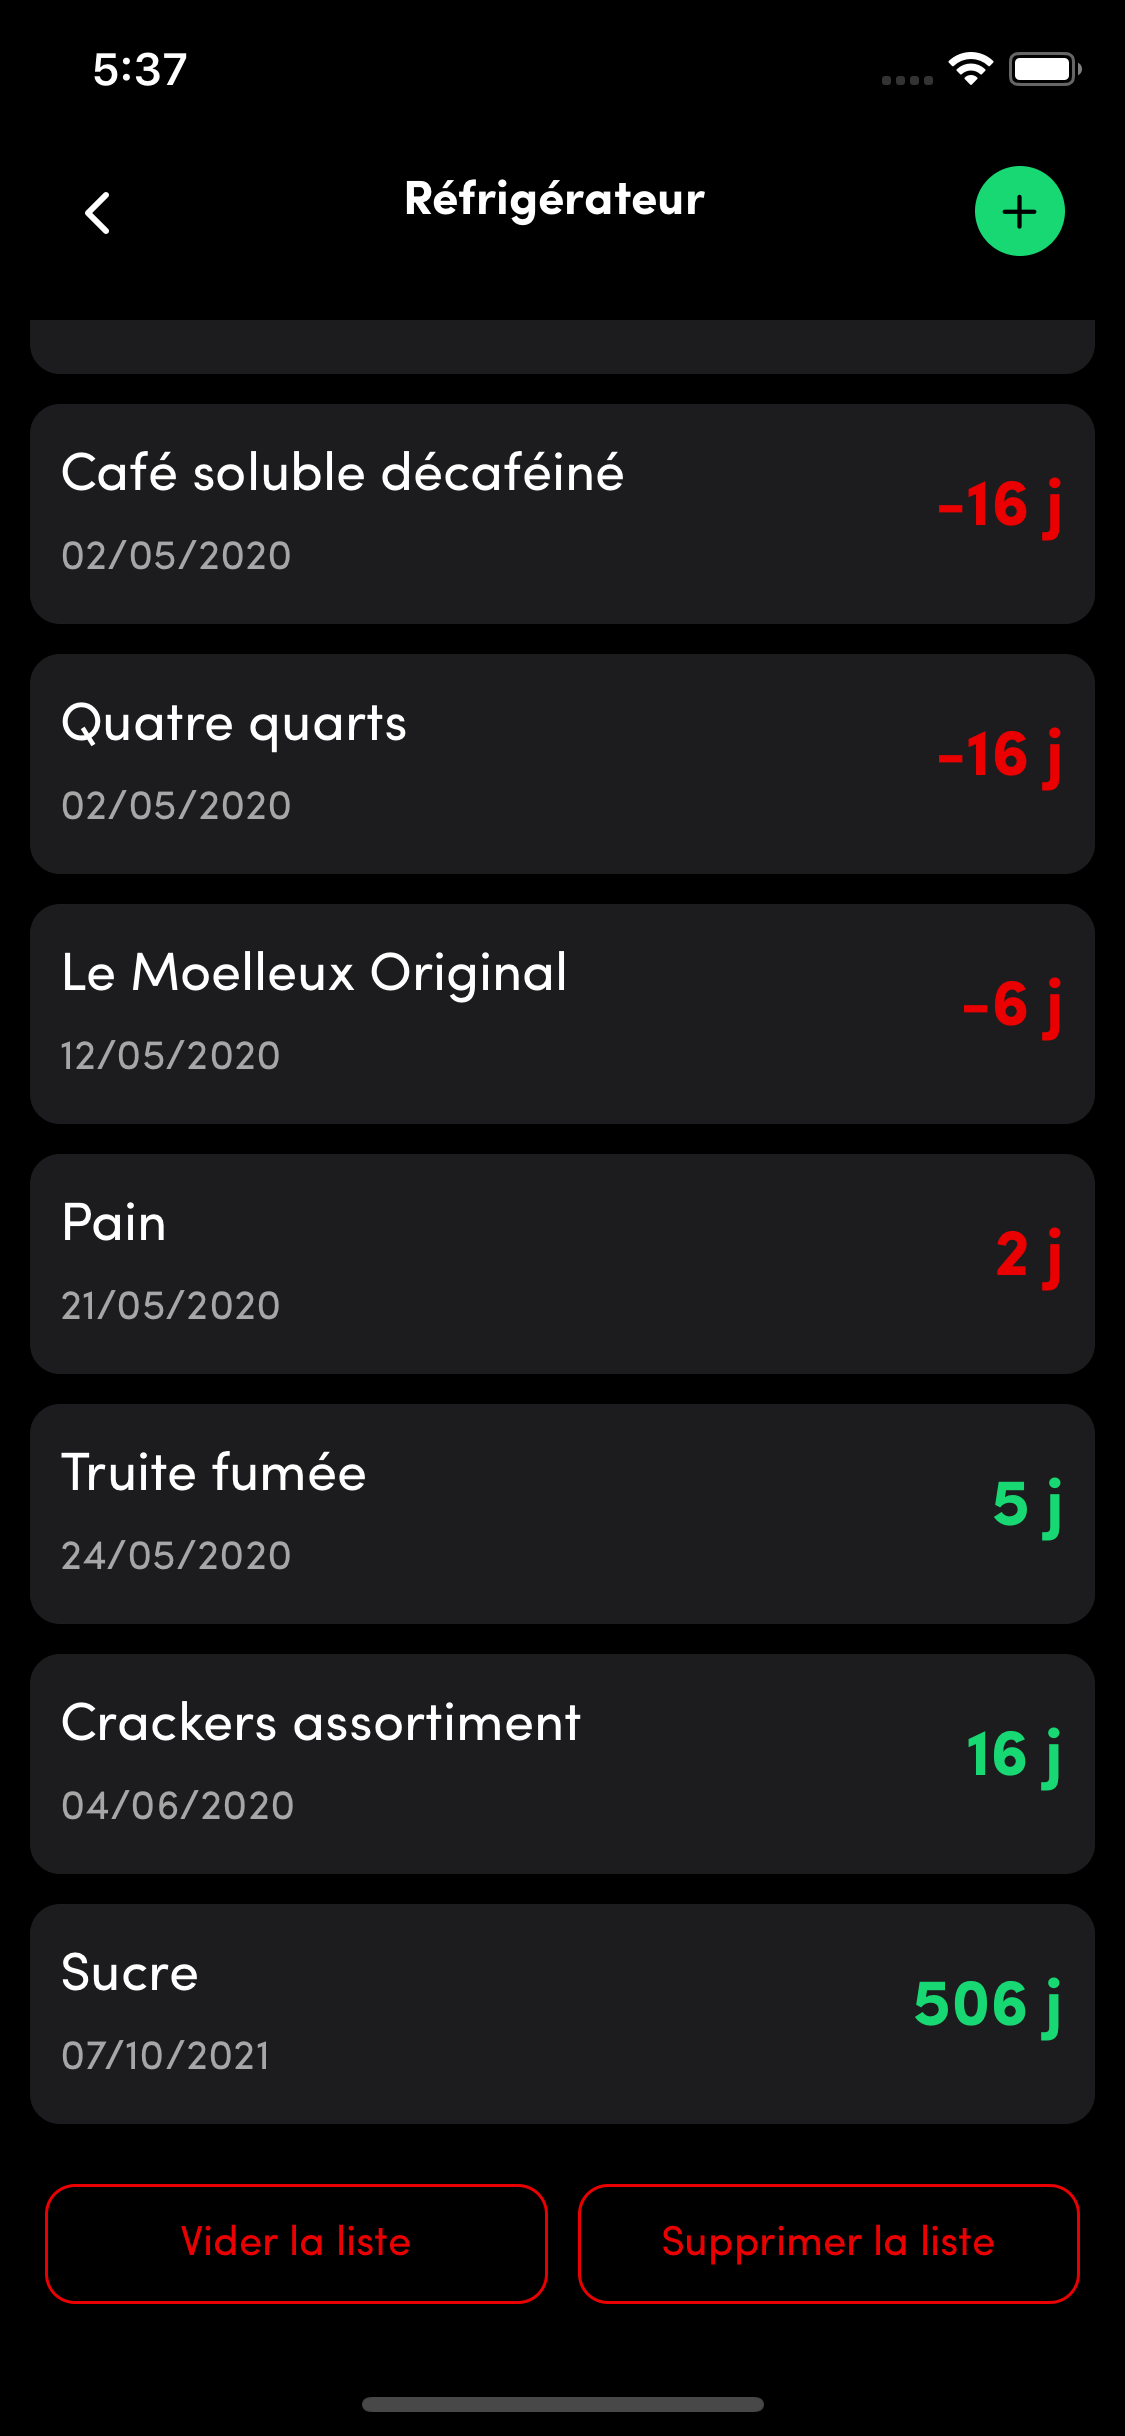 5:37
Réfrigérateur
Café soluble décaféiné
-16 j
02/05/2020
Quatre quarts
-16 j
02/05/2020
Le Moelleux Original
-6 j
12/05/2020
Pain
2 j
21/05/2020
Truite fumée
5 j
24/05/2020
Crackers assortiment
16 j
04/06/2020
Sucre
506 j
07/10/2021
Vider la liste
Supprimer la liste